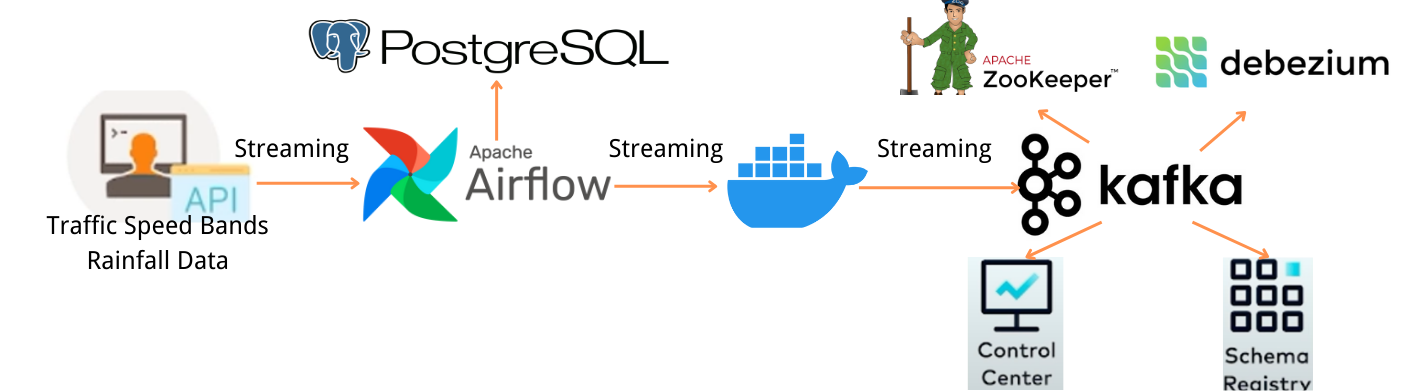 PostgreSQL
APACHE
ZooKeeper™
debezium
Streaming
Apache
Airflow
Streaming
Streaming
kafka
>-
API
Traffic Speed Bands
Rainfall Data
Control
Center
Schema
Registry